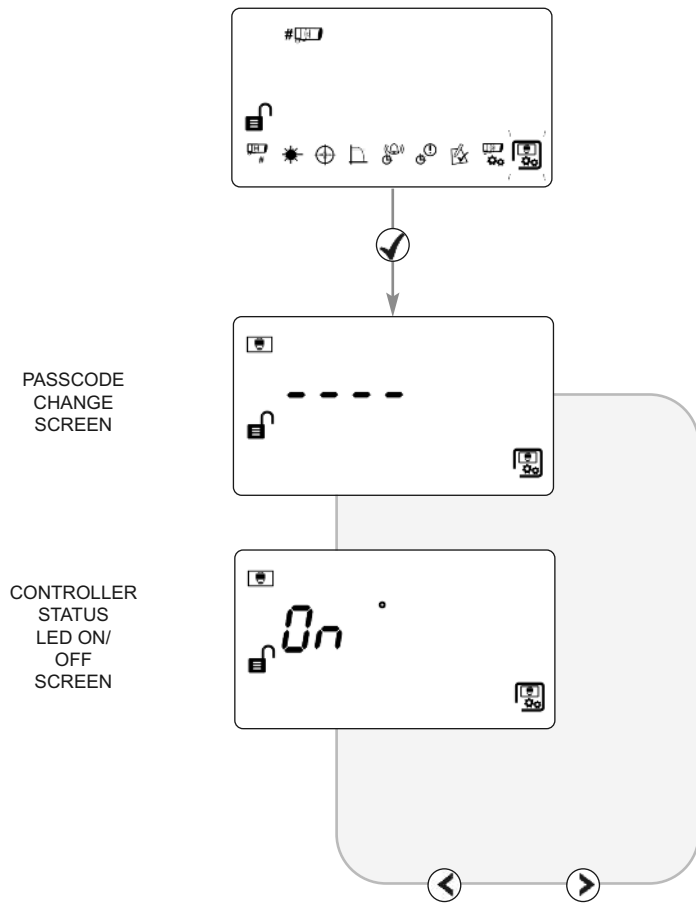 #
#
PASSCODE
CHANGE
SCREEN
- - - -
CONTROLLER
STATUS
LED ON/
OFF
SCREEN
On °